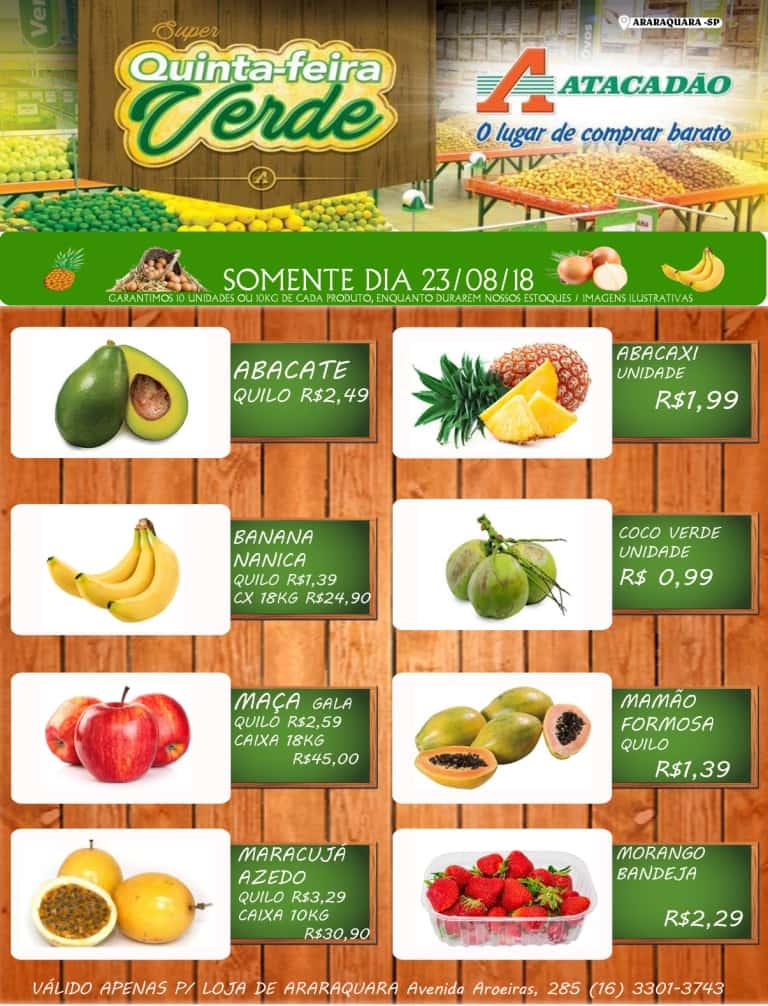 ARARAQUARA -SP
Super
Quinta-feira
Verde
A
ATACADÃO
O lugar de comprar barato
SOMENTE DIA 23/08/18
GARANTIMOS 10 UNIDADES OU 10KG DE CADA PRODUTO, ENQUANTO DURAREM NOSSOS ESTOQUES / IMAGENS ILUSTRATIVAS
ABACATE
QUILO R$2,49
ABACAXI
UNIDADE
R$1,99
BANANA
NANICA
QUILO R$1,39
CX 18KG R$24,90
COCO VERDE
UNIDADE
R$ 0,99
MAÇA GALA
QUILO R$2,59
CAIXA 18KG
R$45,00
MAMÃO
FORMOSA
QUILO
R$1,39
MARACUJÁ
AZEDO
QUILO R$3,29
CAIXA 10KG
R$30,90
MORANGO
BANDEJA
R$2,29
VÁLIDO APENAS P/ LOJA DE ARARAQUARA Avenida Aroeiras, 285 (16) 3301-3743